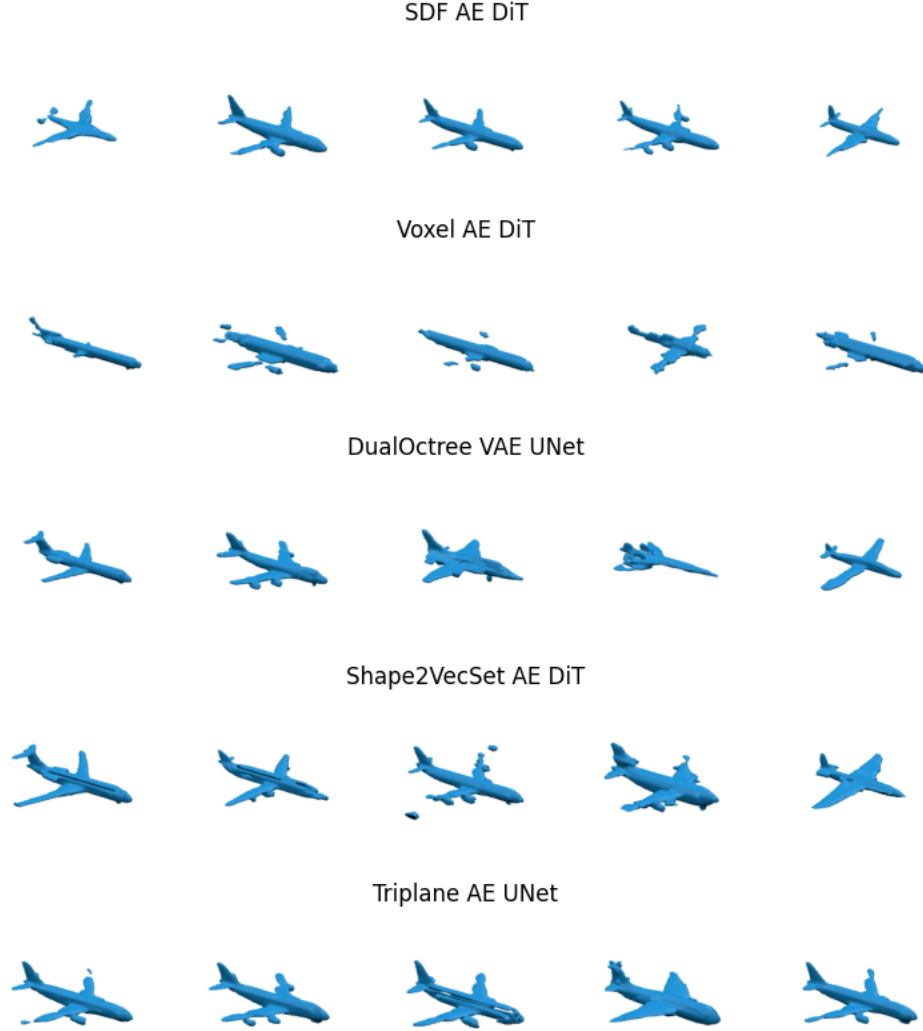 SDF AE DiT
Voxel AE DiT
DualOctree VAE UNet
Shape2VecSet AE DiT
Triplane AE UNet